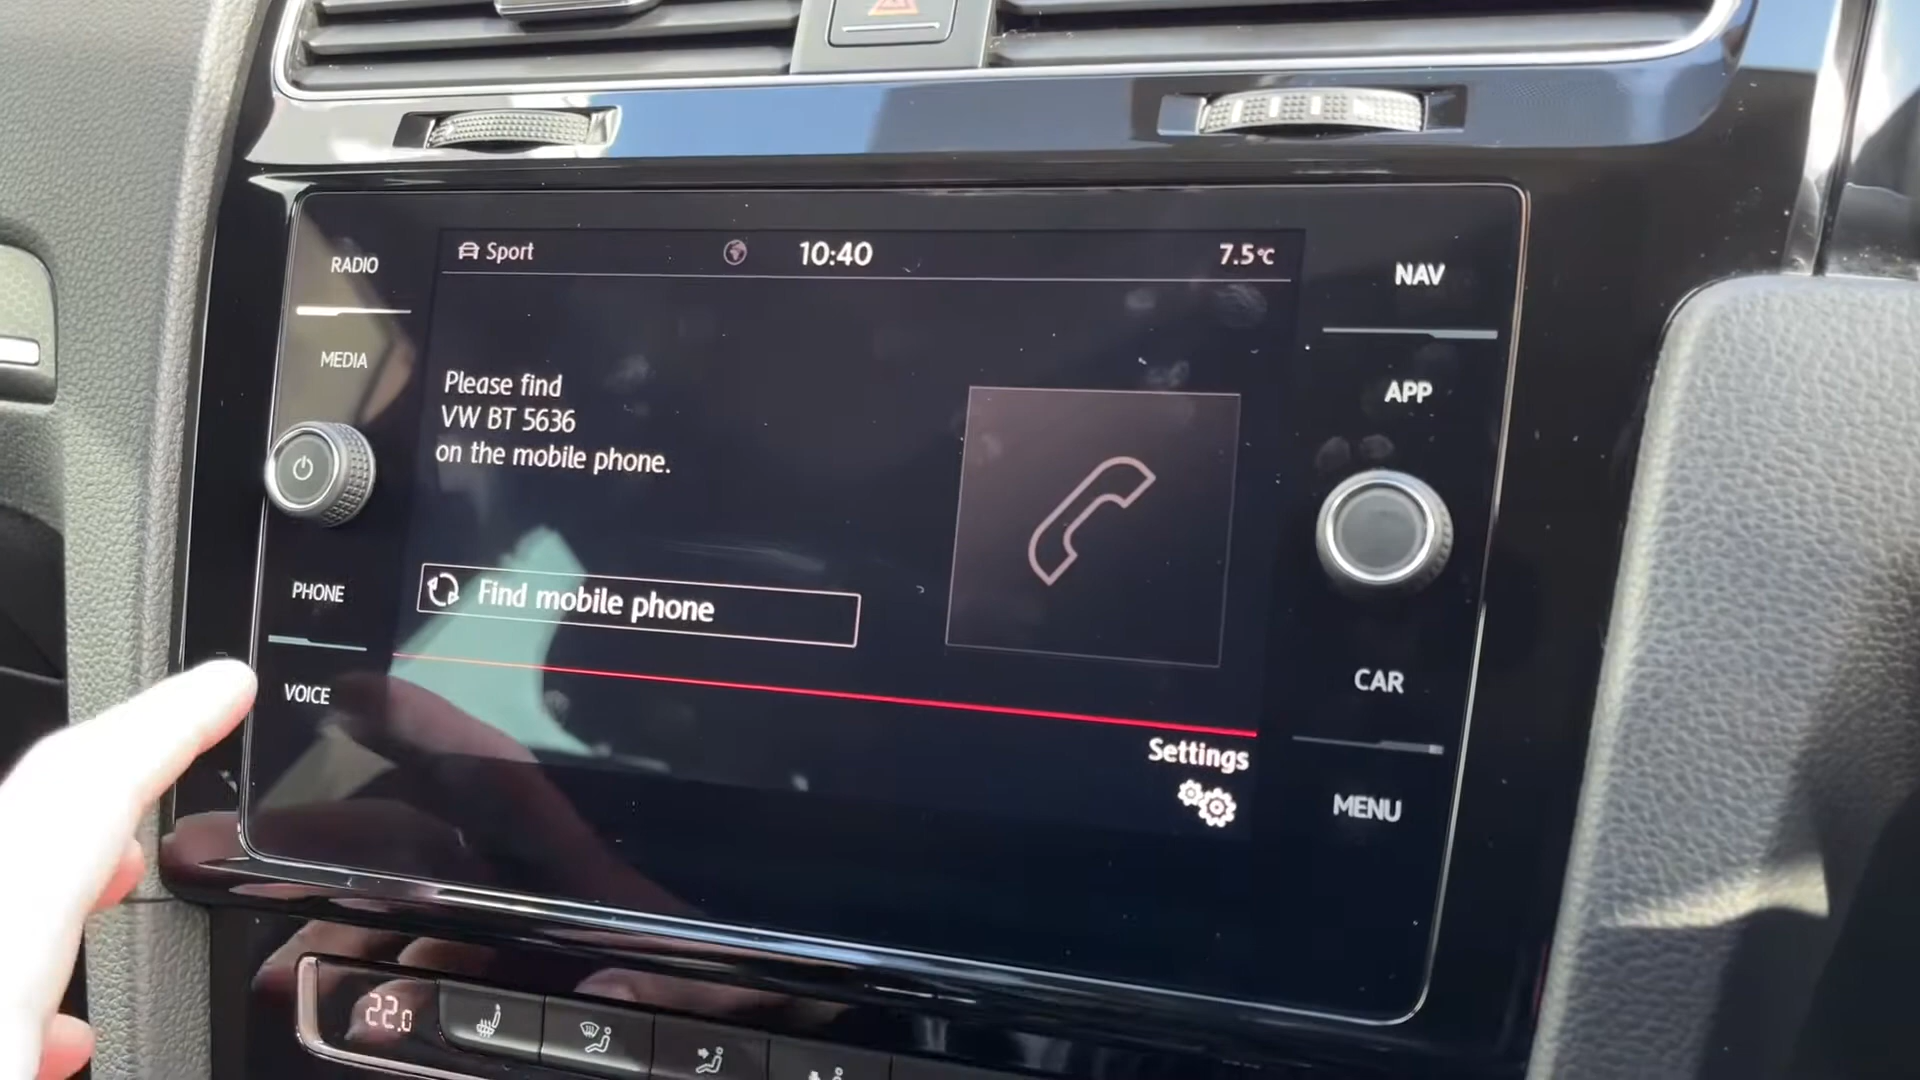 Sport
10:40
7.5°C
RADIO
MEDIA
PHONE
VOICE
Please find
VW BT 5636
on the mobile phone.
Find mobile phone
Settings
NAV
APP
CAR
MENU
22.0